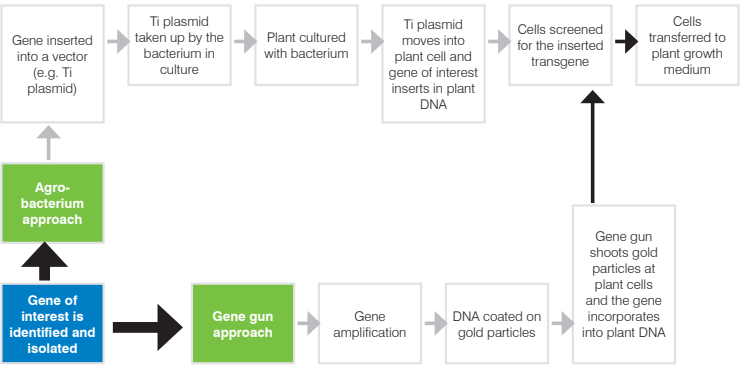 Gene inserted
into a vector
(e.g. Ti
plasmid)
Ti plasmid
taken up by the
bacterium in
culture
Plant cultured
with bacterium
Ti plasmid
moves into
plant cell and
gene of interest
inserts in plant
DNA
Cells screened
for the inserted
transgene
Cells
transferred to
plant growth
medium
Agro-
bacterium
approach
Gene of
interest is
identified and
isolated
Gene gun
approach
Gene
amplification
DNA coated on
gold particles
Gene gun
shoots gold
particles at
plant cells
and the gene
incorporates
into plant DNA